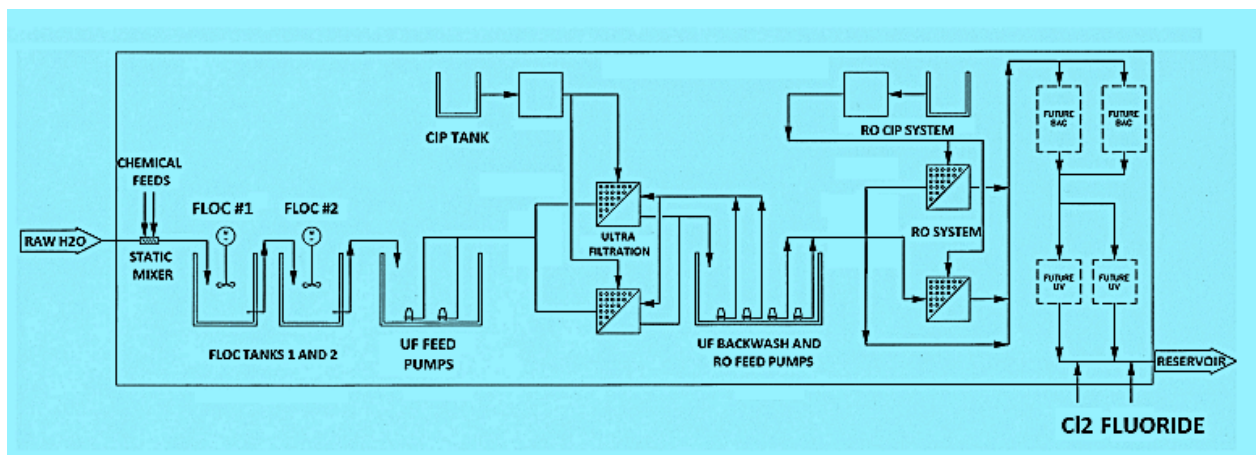 CIP TANK
RO CIP SYSTEM
FUTURE
BAC
FUTURE
BAC
CHEMICAL
FEEDS
FLOC #1
FLOC #2
RAW H2O
STATIC
MIXER
ULTRA
FILTRATION
RO SYSTEM
FUTURE
UV
FUTURE
UV
FLOC TANKS 1 AND 2
UF FEED
PUMPS
UF BACKWASH AND
RO FEED PUMPS
RESERVOIR
Cl2 FLUORIDE